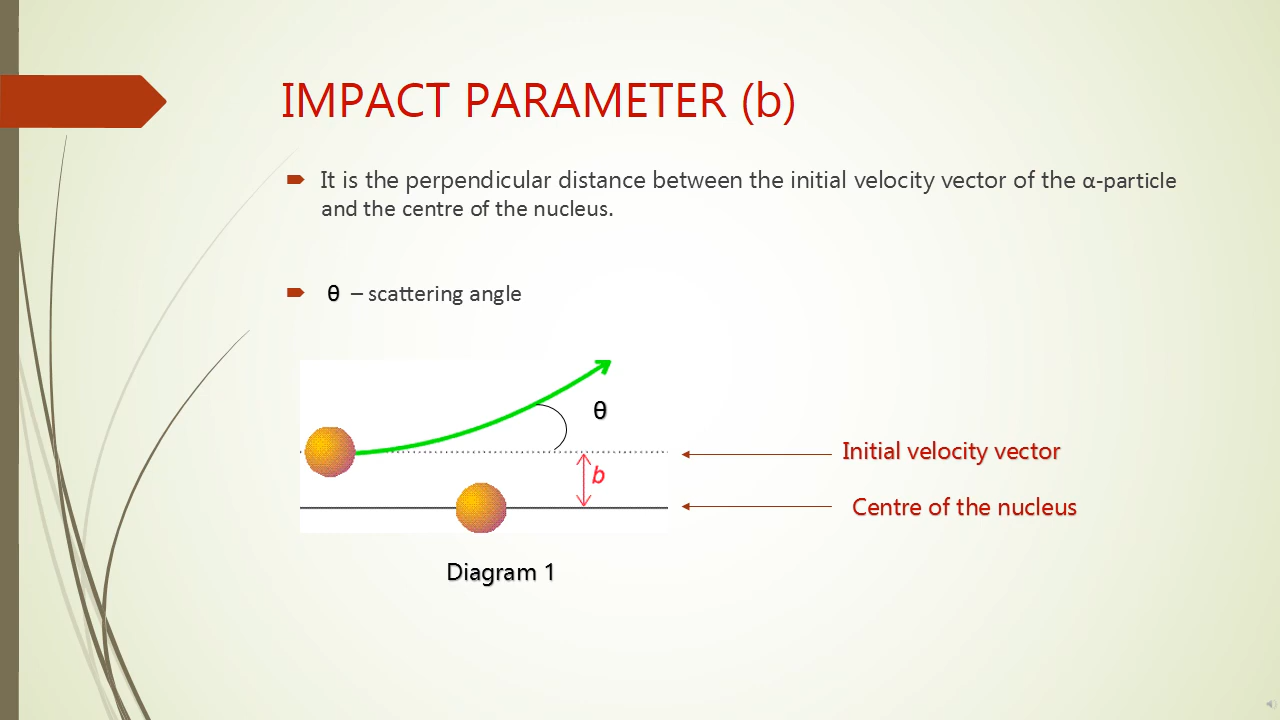 IMPACT PARAMETER (b)
It is the perpendicular distance between the initial velocity vector of the α-particle
and the centre of the nucleus.
θ – scattering angle
θ
Initial velocity vector
b
Centre of the nucleus
Diagram 1